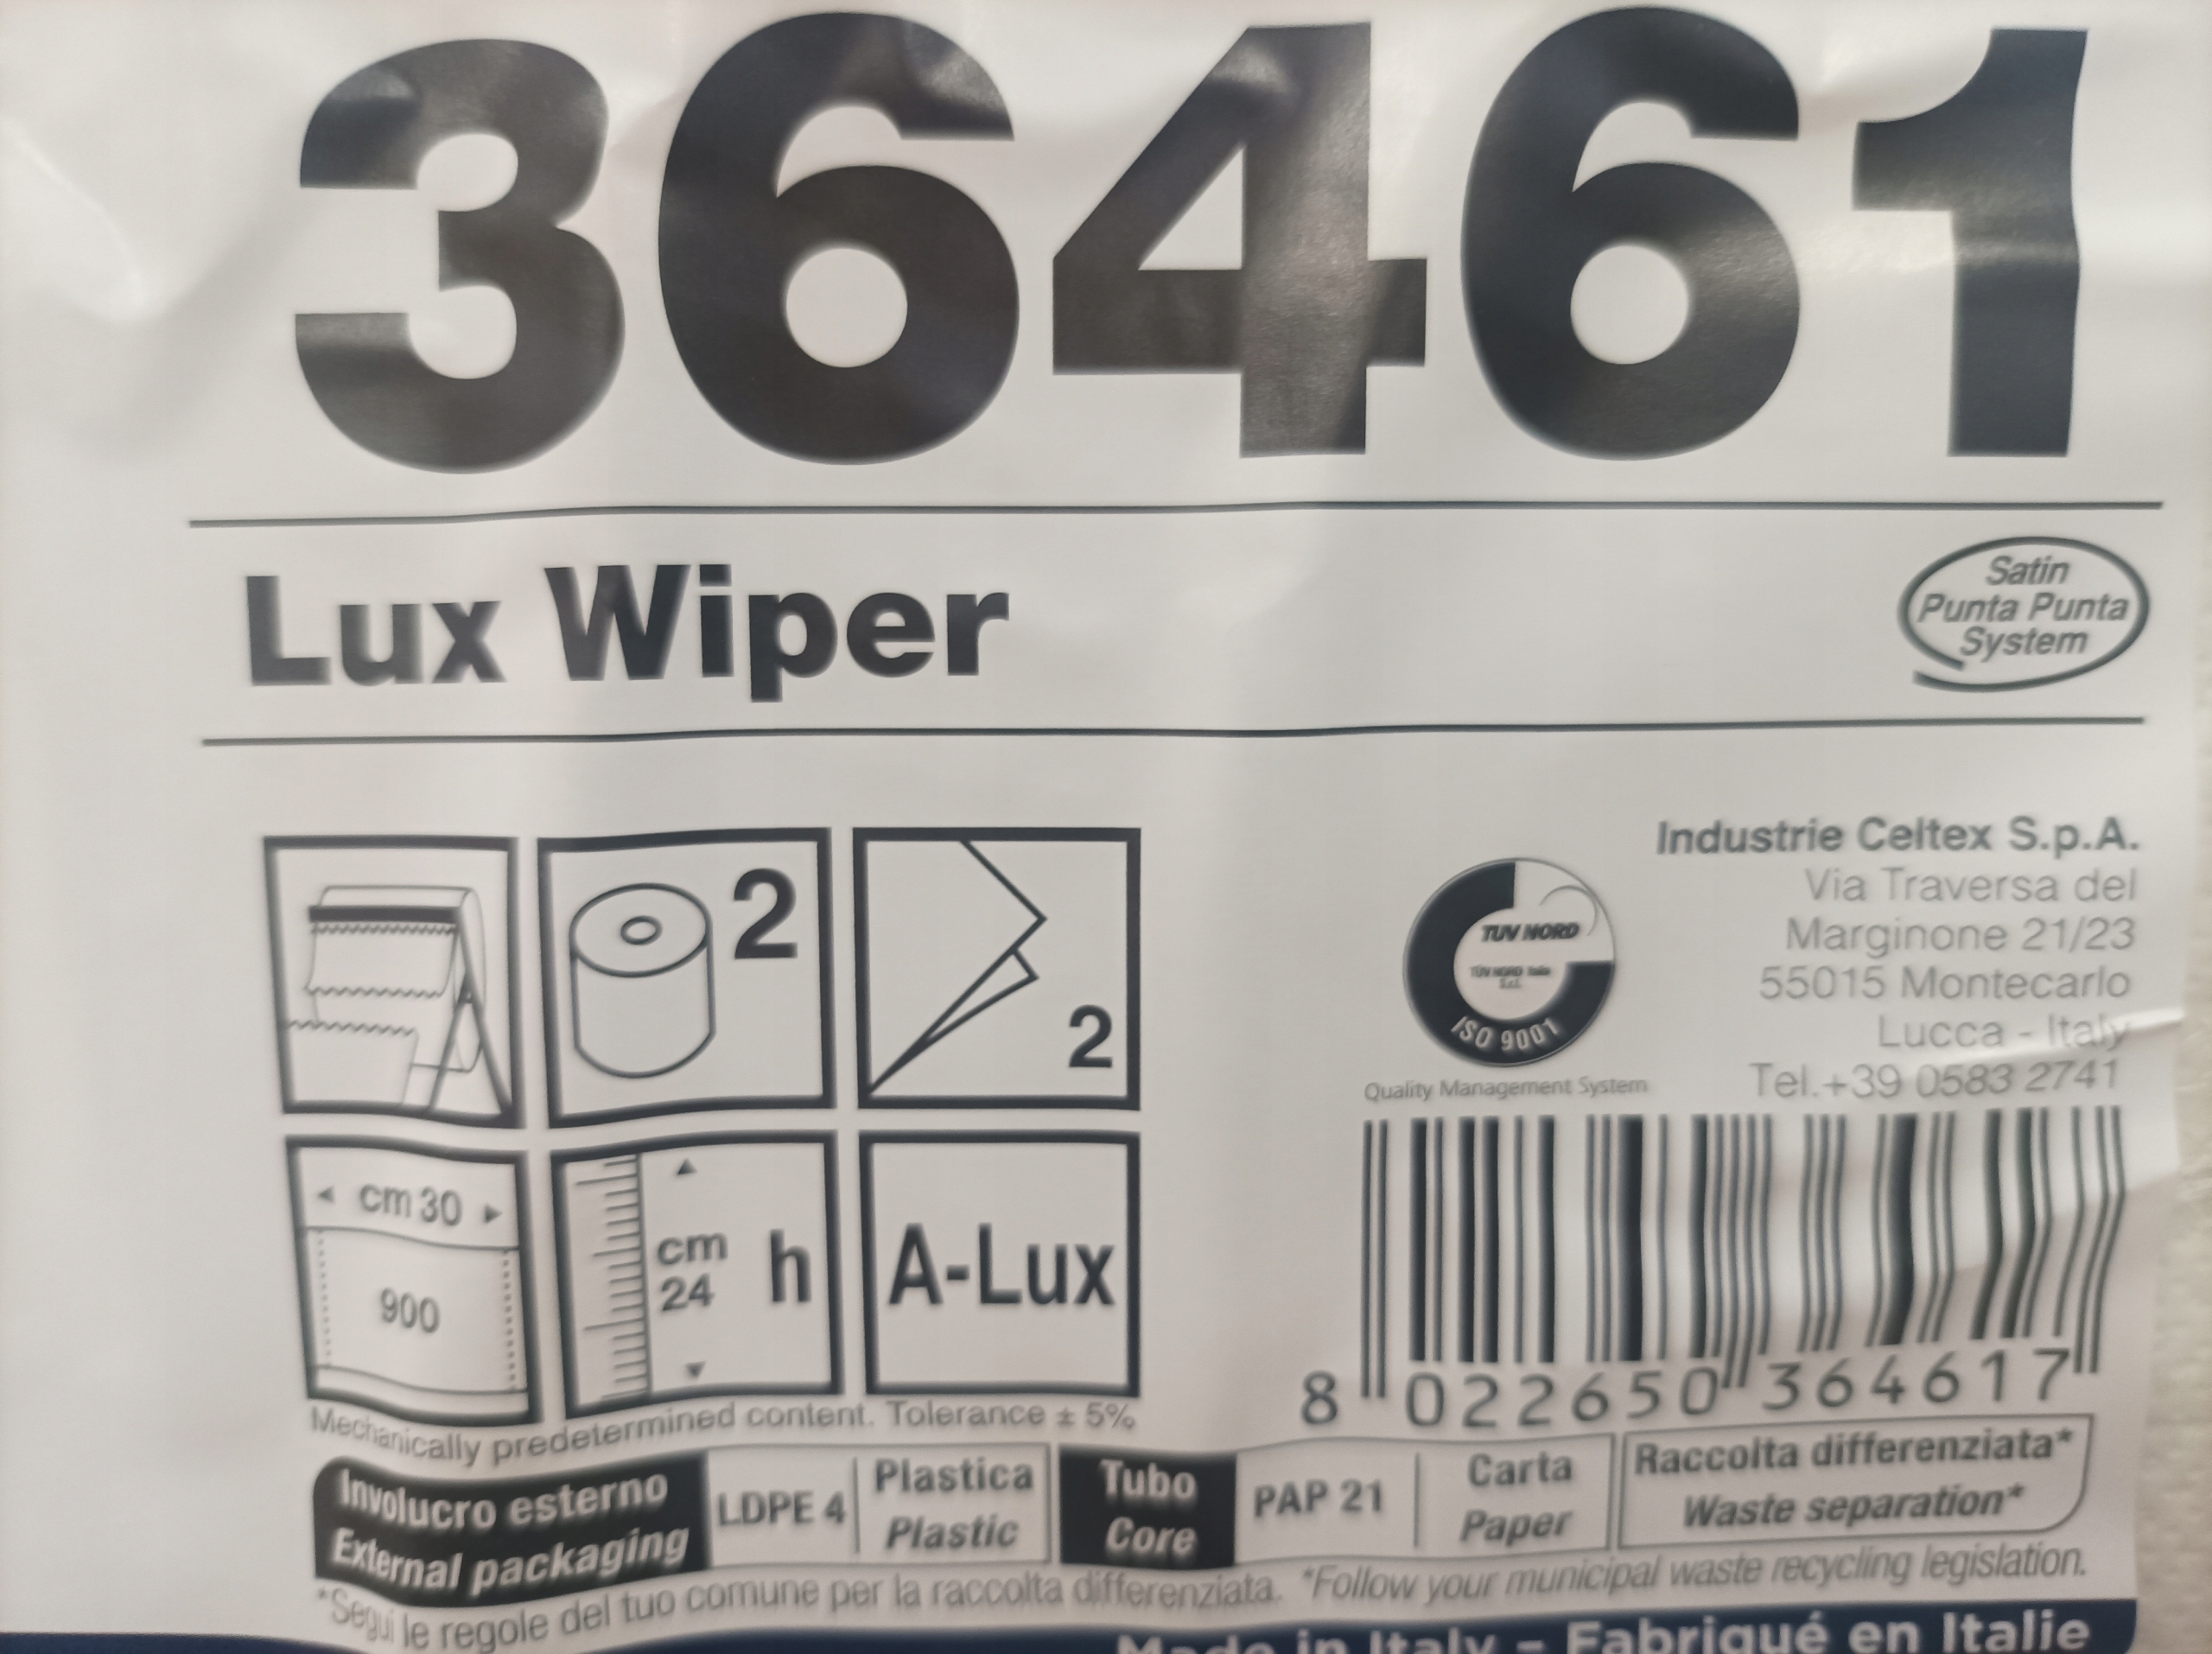 36461
Lux Wiper
Satin
Punta Punta
System
2
2
cm 30
900
cm
24
h
A-Lux
Mechanically predetermined content. Tolerance ± 5%
TUV NORD
TÜV NORD Italia
S.r.l.
ISO 9001
Quality Management System
Industrie Celtex S.p.A.
Via Traversa del
Marginone 21/23
55015 Montecarlo
Lucca - Italy
Tel.+39 0583 2741
8 022650 364617
Involucro esterno
External packaging
LDPE 4
Plastica
Plastic
Tubo
Core
PAP 21
Carta
Paper
Raccolta differenziata*
Waste separation*
*Segui le regole del tuo comune per la raccolta differenziata. *Follow your municipal waste recycling legislation.
Made in Italy - Fabriqué en Italie